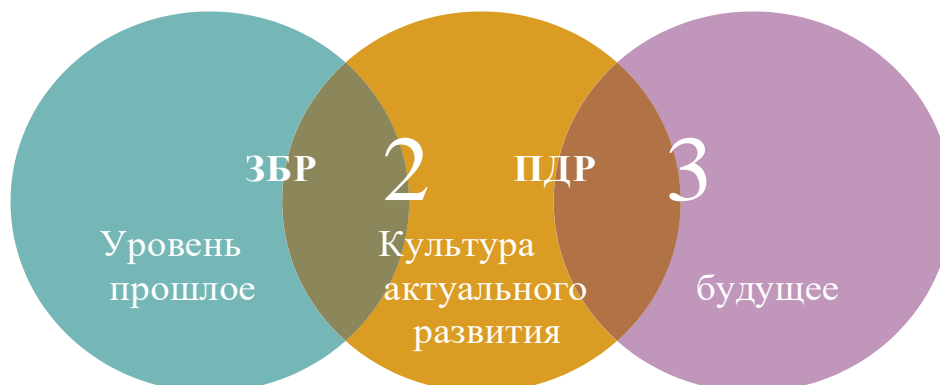 ЗБР 2 ПДР 3
Уровень Культура
прошлое актуального будущее
развития